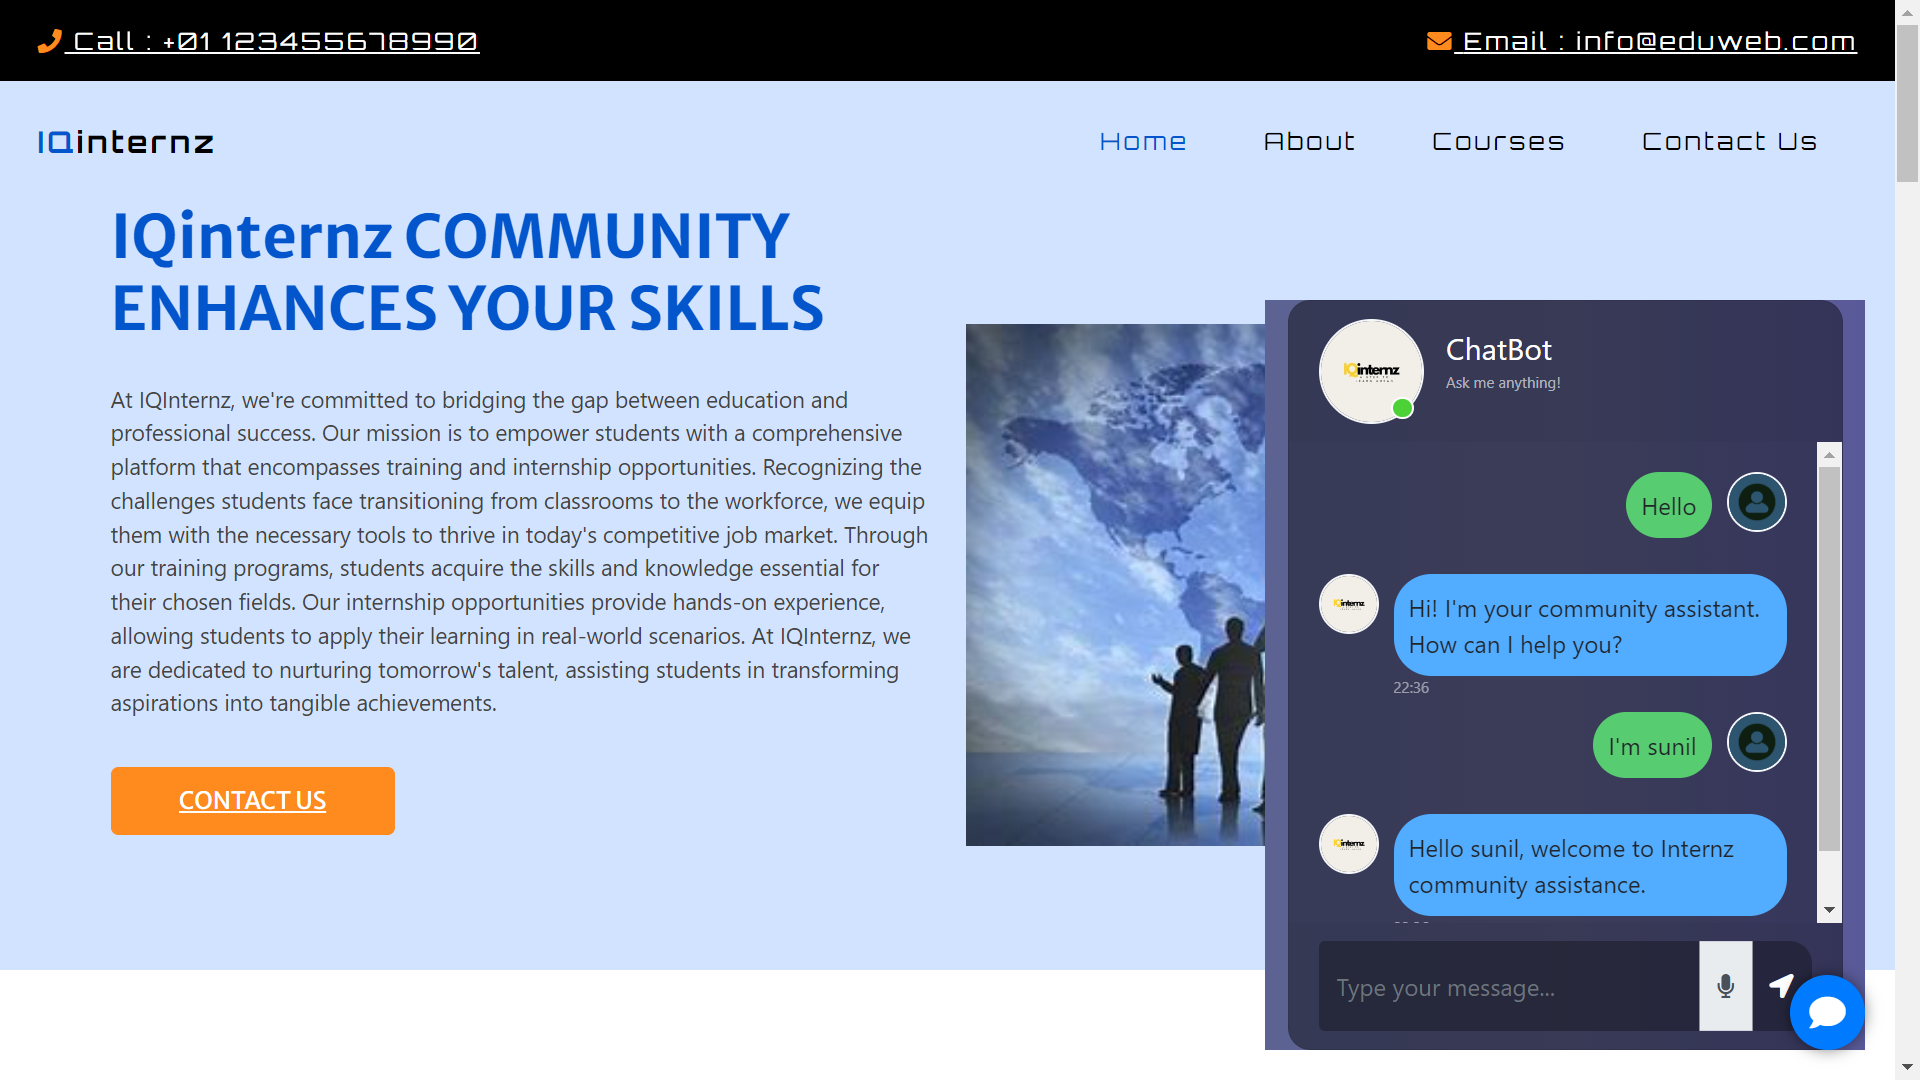 Call : +01 123455678990
Email : info@eduweb.com
IQinternz
Home
About
Courses
Contact Us
IQinternz COMMUNITY
ENHANCES YOUR SKILLS
At IQInternz, we're committed to bridging the gap between education and
professional success. Our mission is to empower students with a comprehensive
platform that encompasses training and internship opportunities. Recognizing the
challenges students face transitioning from classrooms to the workforce, we equip
them with the necessary tools to thrive in today's competitive job market. Through
our training programs, students acquire the skills and knowledge essential for
their chosen fields. Our internship opportunities provide hands-on experience,
allowing students to apply their learning in real-world scenarios. At IQInternz, we
are dedicated to nurturing tomorrow's talent, assisting students in transforming
aspirations into tangible achievements.
CONTACT US
IQinternz
ChatBot
Ask me anything!
Hello
IQinternz
Hi! I'm your community assistant.
How can I help you?
22:36
I'm sunil
IQinternz
Hello sunil, welcome to Internz
community assistance.
Type your message...